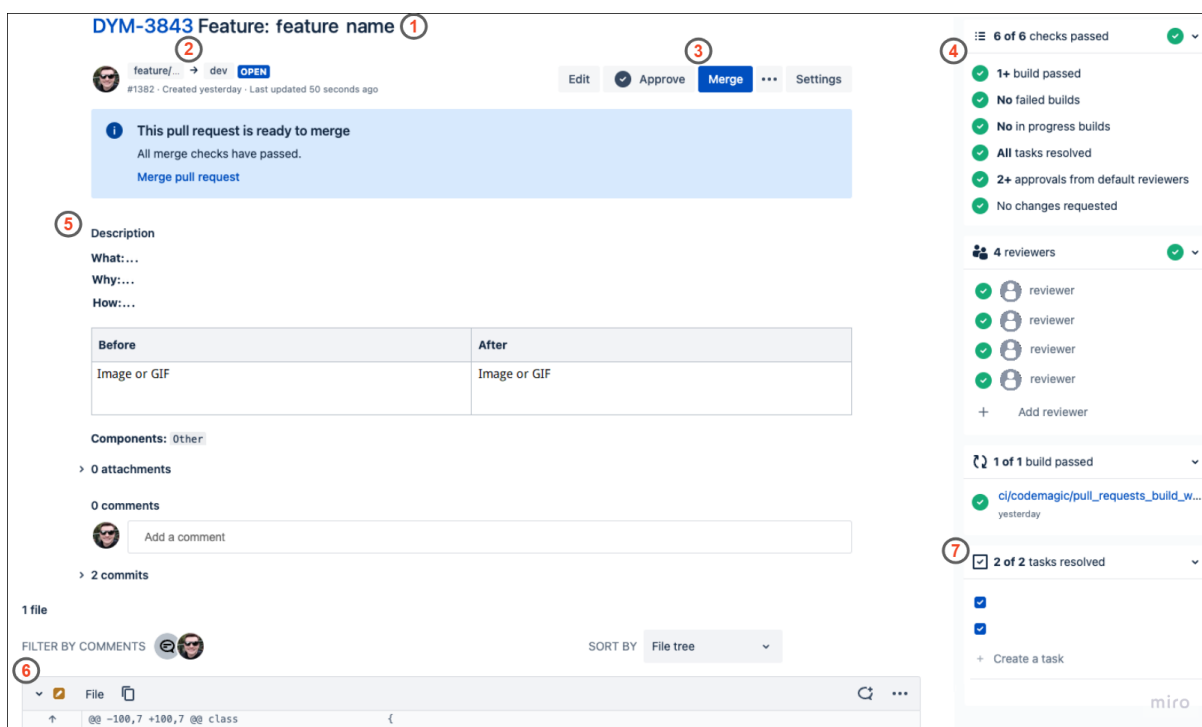 DYM-3843 Feature: feature name 1
2
feature/... → dev OPEN
#1382 · Created yesterday · Last updated 50 seconds ago
3
Edit Approve Merge ••• Settings
This pull request is ready to merge
All merge checks have passed.
Merge pull request
5
Description
What:...
Why:...
How:...
Before After
Image or GIF Image or GIF
Components: Other
0 attachments
0 comments
Add a comment
2 commits
1 file
FILTER BY COMMENTS SORT BY File tree
6
File •••
@@ -100,7 +100,7 @@ class {
4
6 of 6 checks passed
1+ build passed
No failed builds
No in progress builds
All tasks resolved
2+ approvals from default reviewers
No changes requested
4 reviewers
reviewer
reviewer
reviewer
reviewer
+ Add reviewer
1 of 1 build passed
ci/codemagic/pull_requests_build_w...
yesterday
7
2 of 2 tasks resolved
+ Create a task
miro